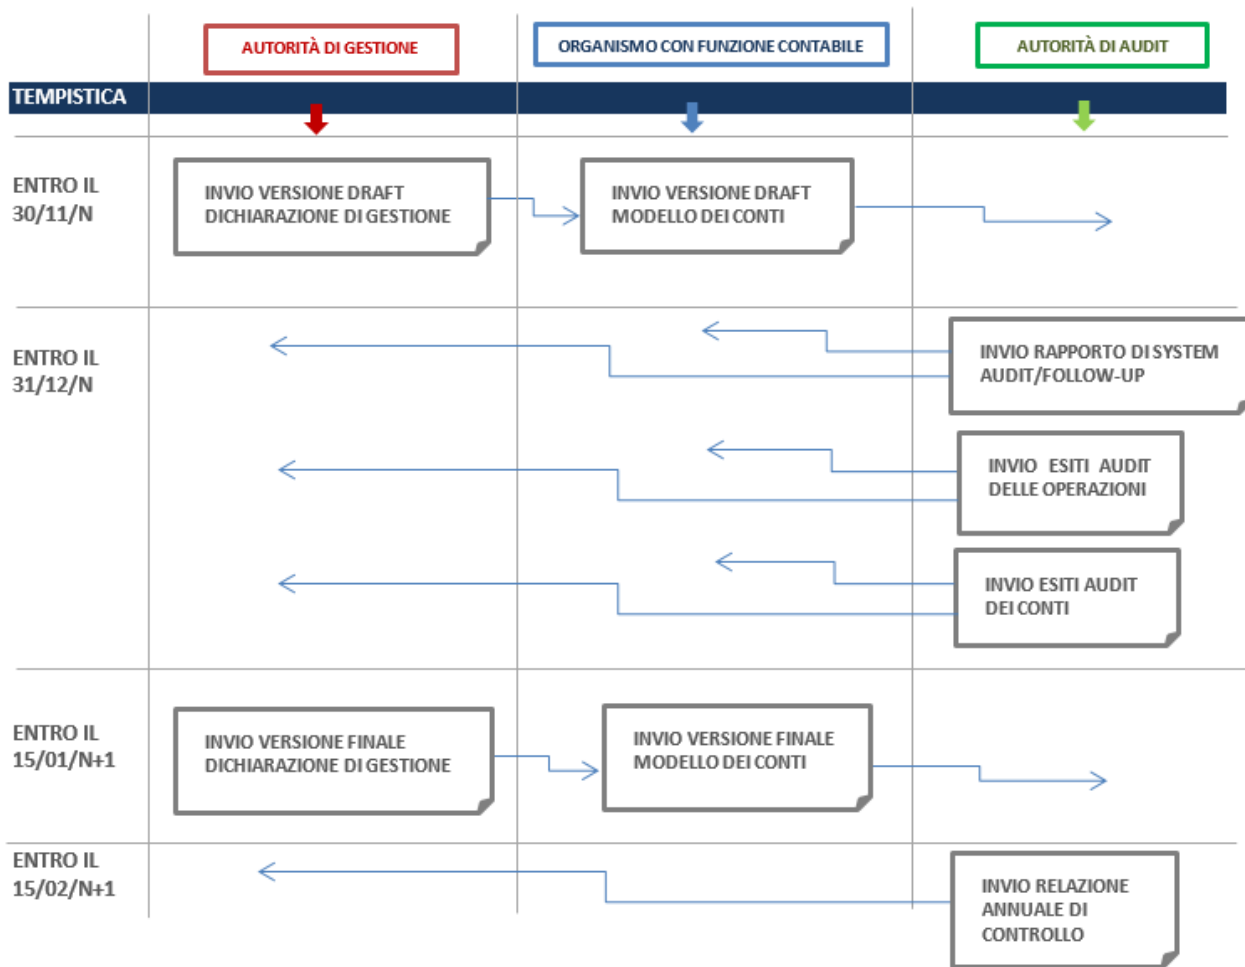 AUTORITÀ DI GESTIONE
ORGANISMO CON FUNZIONE CONTABILE
AUTORITÀ DI AUDIT
TEMPISTICA
ENTRO IL
30/11/N
INVIO VERSIONE DRAFT
DICHIARAZIONE DI GESTIONE
INVIO VERSIONE DRAFT
MODELLO DEI CONTI
ENTRO IL
31/12/N
INVIO RAPPORTO DI SYSTEM
AUDIT/FOLLOW-UP
INVIO ESITI AUDIT
DELLE OPERAZIONI
INVIO ESITI AUDIT
DEI CONTI
ENTRO IL
15/01/N+1
INVIO VERSIONE FINALE
DICHIARAZIONE DI GESTIONE
INVIO VERSIONE FINALE
MODELLO DEI CONTI
ENTRO IL
15/02/N+1
INVIO RELAZIONE
ANNUALE DI
CONTROLLO